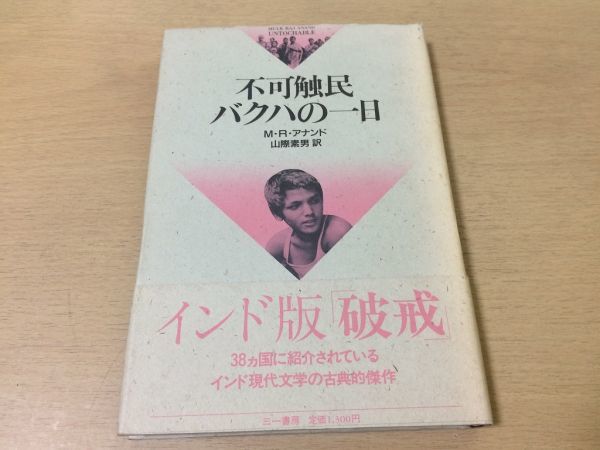 MULK RAJ ANAND
UNTOCHABLE
不可触民
バクハの一日
M・R・アナンド
山際素男 訳
インド版「破戒」
38ヵ国に紹介されている
インド現代文学の古典的傑作
三一書房 定価1,300円